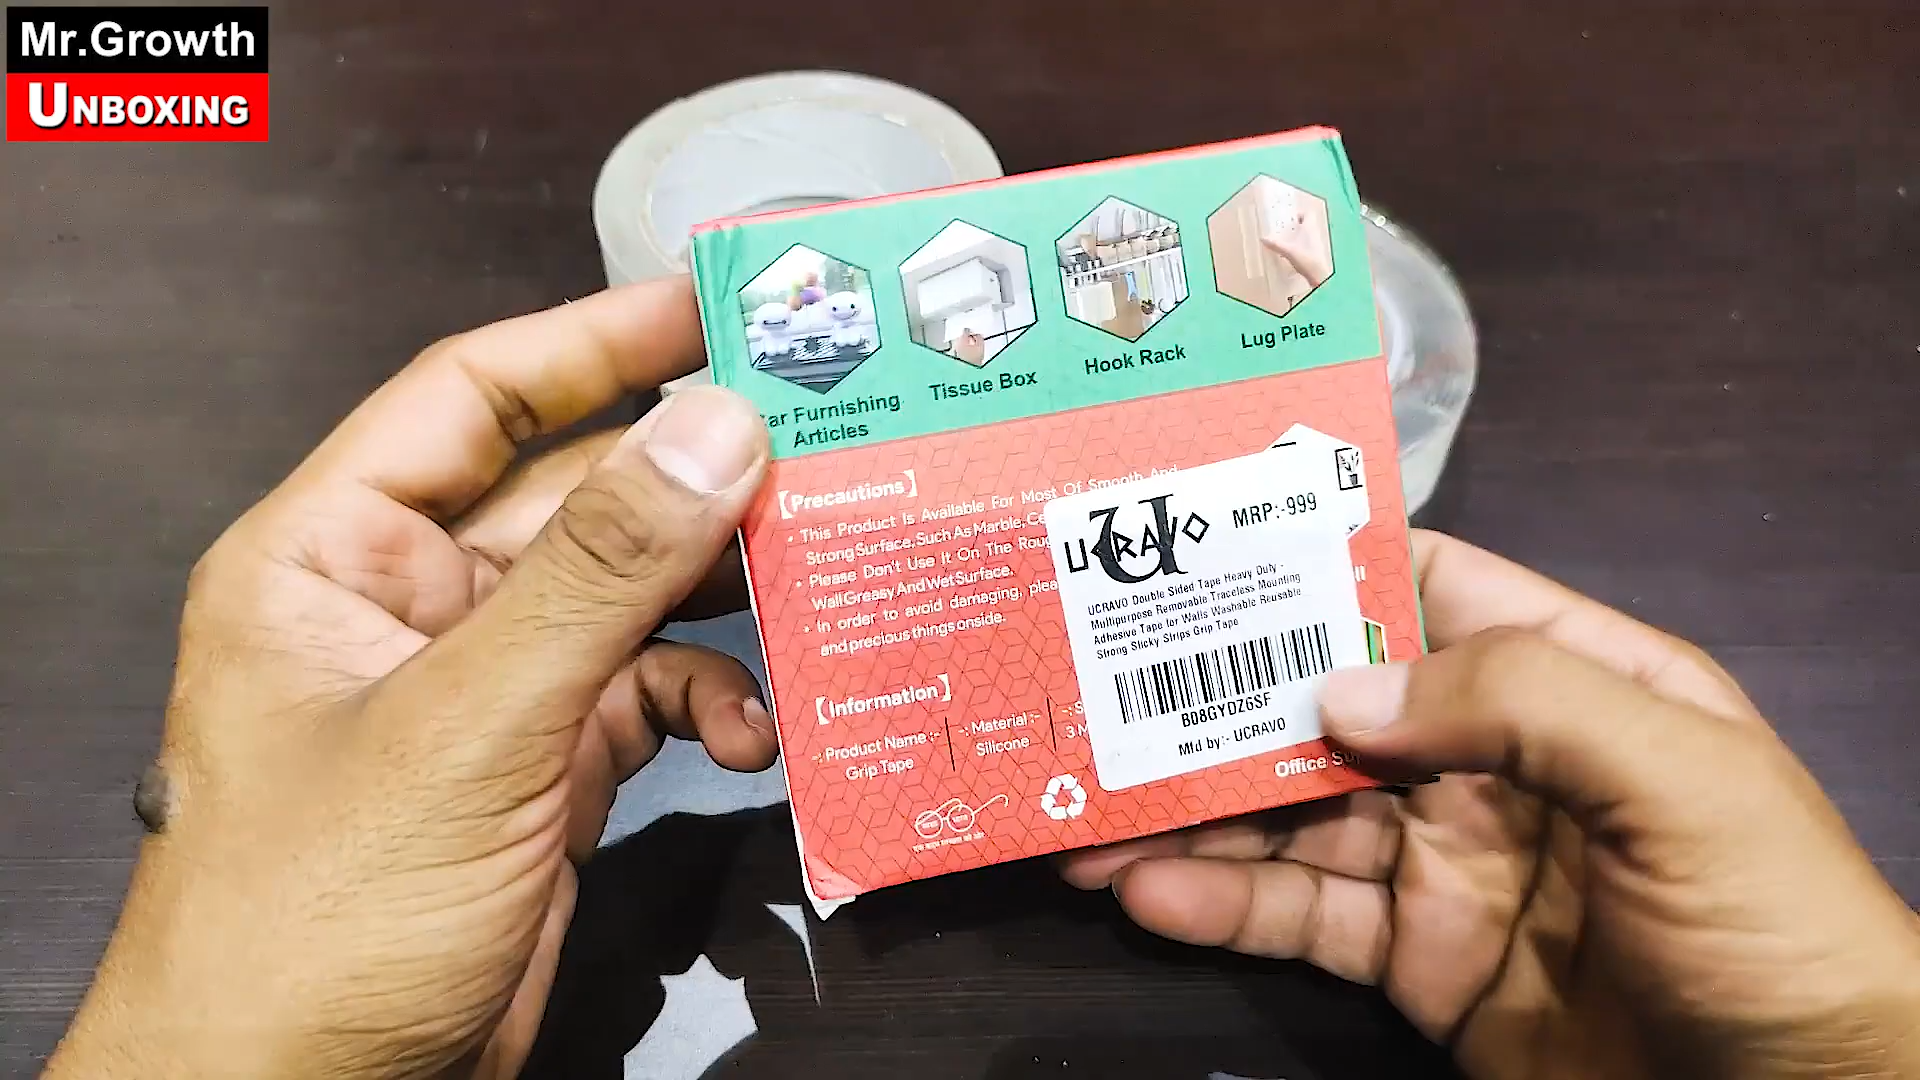 Mr.Growth
UNBOXING
ar Furnishing
Articles
Tissue Box
Hook Rack
Lug Plate
【Precautions】
• This Product Is Available For Most Of Smooth And
Strong Surface, Such As Marble,
• Please Don't Use It On The
Wall Greasy And Wet Surface.
• In order to avoid damaging,
and precious things onside.
【Information】
-: Product Name :-
Grip Tape
-: Material :-
Silicone
3 M
UCRAVO
MRP:-999
UCRAVO Double Sided Tape Heavy Duty -
Multipurpose Removable Traceless Mounting
Adhesive Tape for Walls Washable Reusable
Strong Sticky Strips Grip Tape
B08GYDZ6SF
Mfd by:- UCRAVO
Office